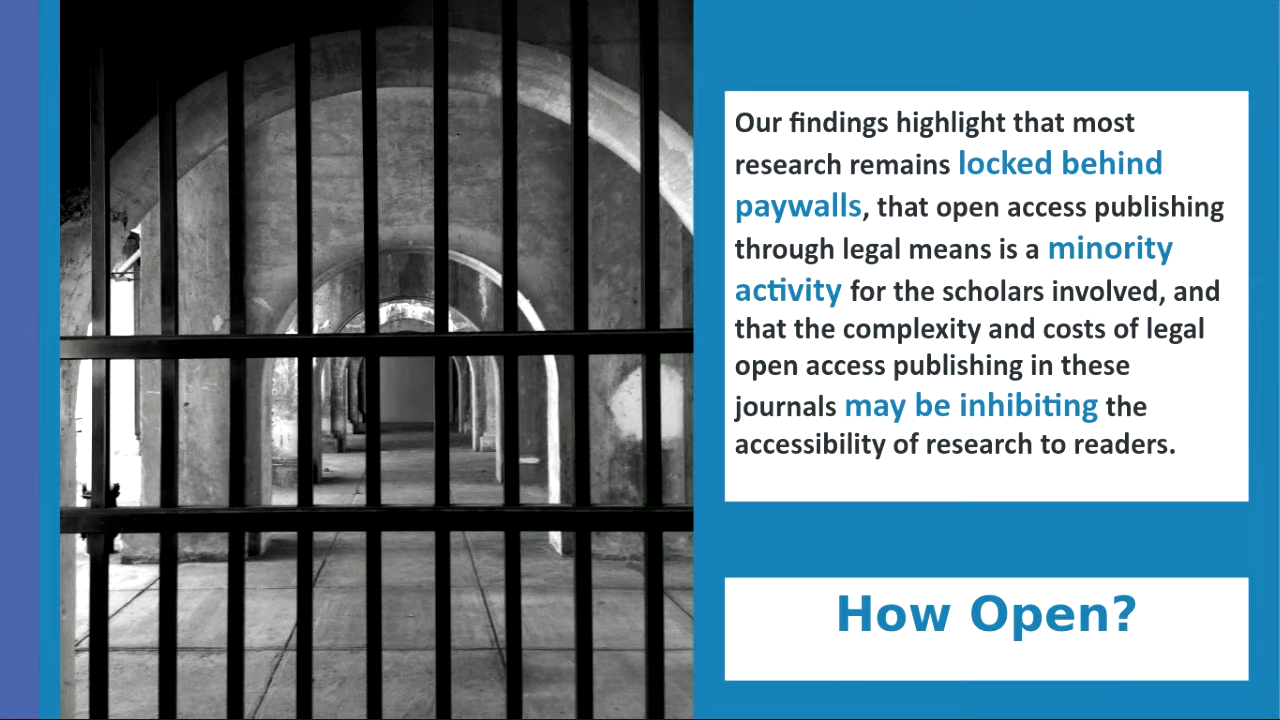 Our findings highlight that most
research remains locked behind
paywalls, that open access publishing
through legal means is a minority
activity for the scholars involved, and
that the complexity and costs of legal
open access publishing in these
journals may be inhibiting the
accessibility of research to readers.
How Open?